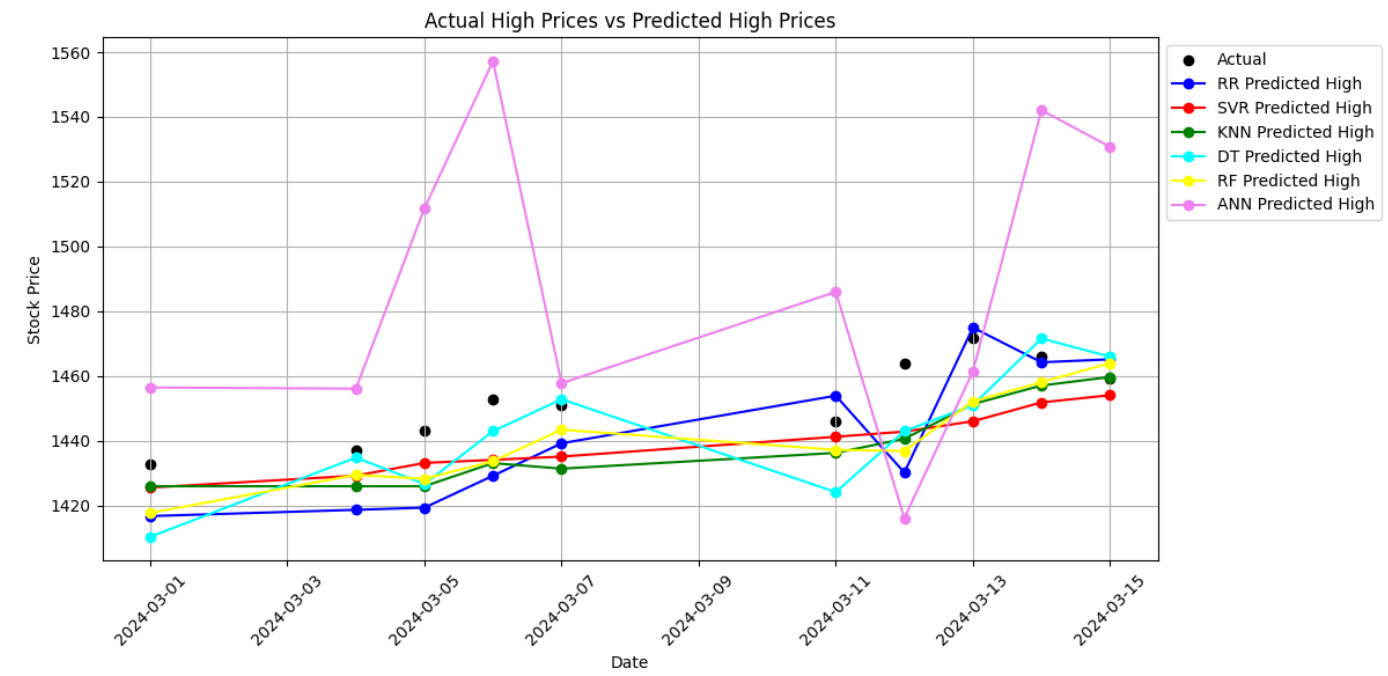 Actual High Prices vs Predicted High Prices
1560
1540
1520
1500
1480
1460
1440
1420
Stock Price
2024-03-01
2024-03-03
2024-03-05
2024-03-07
2024-03-09
2024-03-11
2024-03-13
2024-03-15
Date
Actual
RR Predicted High
SVR Predicted High
KNN Predicted High
DT Predicted High
RF Predicted High
ANN Predicted High